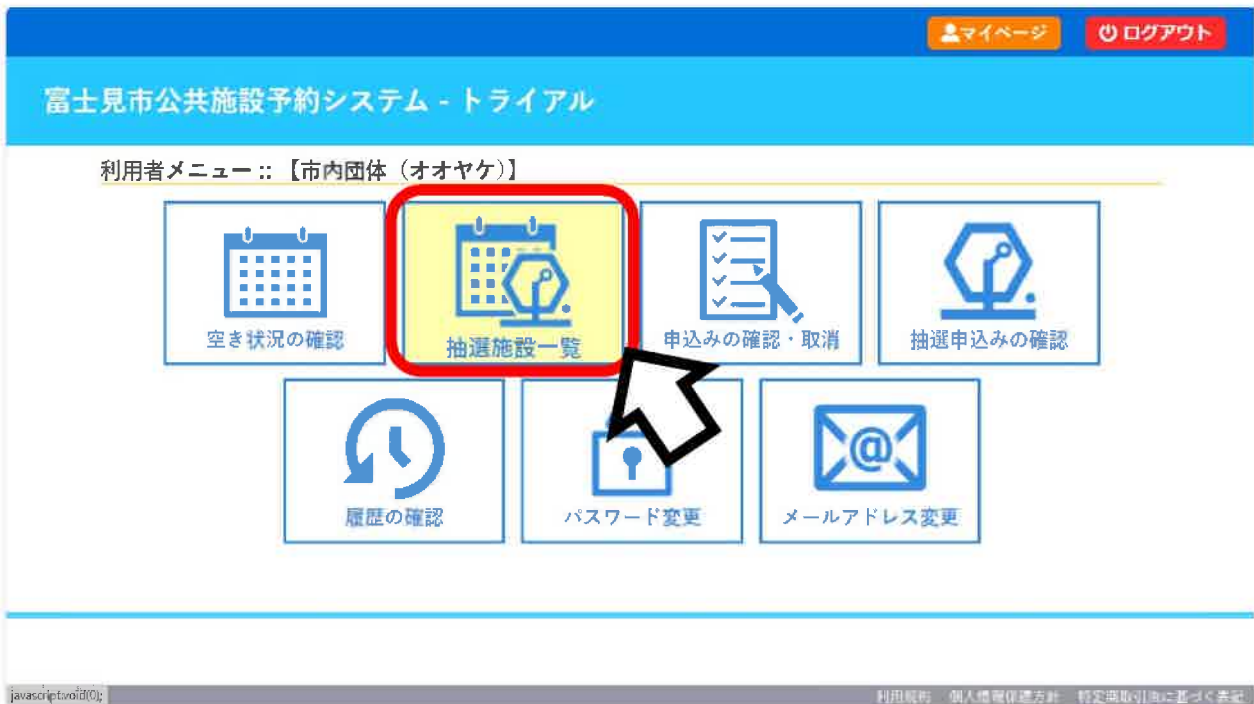 マイページ ログアウト
富士見市公共施設予約システム - トライアル
利用者メニュー :: 【市内団体（オオヤケ）】
空き状況の確認 抽選施設一覧 申込みの確認・取消 抽選申込みの確認
履歴の確認 パスワード変更 @ メールアドレス変更
javascript:void(0);
利用規約 個人情報保護方針 特定商取引法に基づく表記